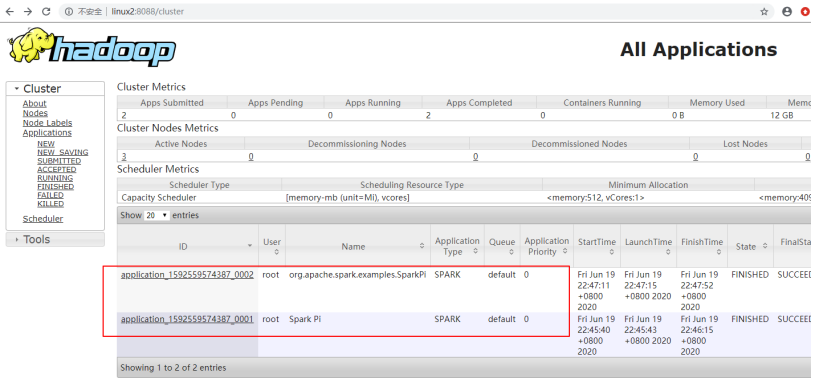 不安全 | linux2:8088/cluster
hadoop
All Applications
Cluster
About
Nodes
Node Labels
Applications
NEW
NEW_SAVING
SUBMITTED
ACCEPTED
RUNNING
FINISHED
FAILED
KILLED
Scheduler
Tools
Cluster Metrics
Apps Submitted Apps Pending Apps Running Apps Completed Containers Running Memory Used Memo
2 0 0 2 0 0 B 12 GB
Cluster Nodes Metrics
Active Nodes Decommissioning Nodes Decommissioned Nodes Lost Nodes
3 0 0 0 0
Scheduler Metrics
Scheduler Type Scheduling Resource Type Minimum Allocation
Capacity Scheduler [memory-mb (unit=Mi), vcores] <memory:512, vCores:1> <memory:409
Show 20 entries
ID User Name Application Type Queue Application Priority StartTime LaunchTime FinishTime State FinalSta
application_1592559574387_0002 root org.apache.spark.examples.SparkPi SPARK default 0 Fri Jun 19 22:47:11 +0800 2020 Fri Jun 19 22:47:15 +0800 2020 Fri Jun 19 22:47:52 +0800 2020 FINISHED SUCCEE
application_1592559574387_0001 root Spark Pi SPARK default 0 Fri Jun 19 22:45:40 +0800 2020 Fri Jun 19 22:45:43 +0800 2020 Fri Jun 19 22:46:15 +0800 2020 FINISHED SUCCEE
Showing 1 to 2 of 2 entries